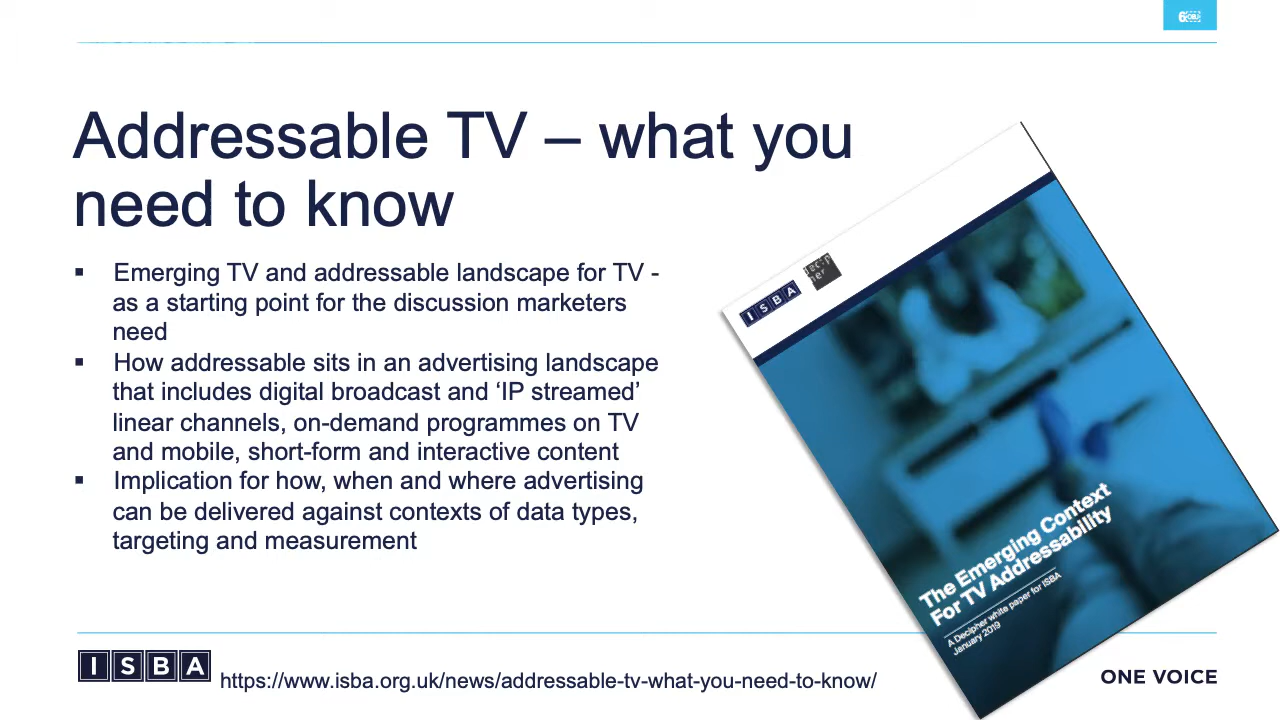 6
Addressable TV – what you
need to know
▪ Emerging TV and addressable landscape for TV -
as a starting point for the discussion marketers
need
▪ How addressable sits in an advertising landscape
that includes digital broadcast and ‘IP streamed’
linear channels, on-demand programmes on TV
and mobile, short-form and interactive content
▪ Implication for how, when and where advertising
can be delivered against contexts of data types,
targeting and measurement
ISBA
decip
her
The Emerging Context
For TV Addressability
A Decipher white paper for ISBA
January 2019
ISBA
https://www.isba.org.uk/news/addressable-tv-what-you-need-to-know/
ONE VOICE